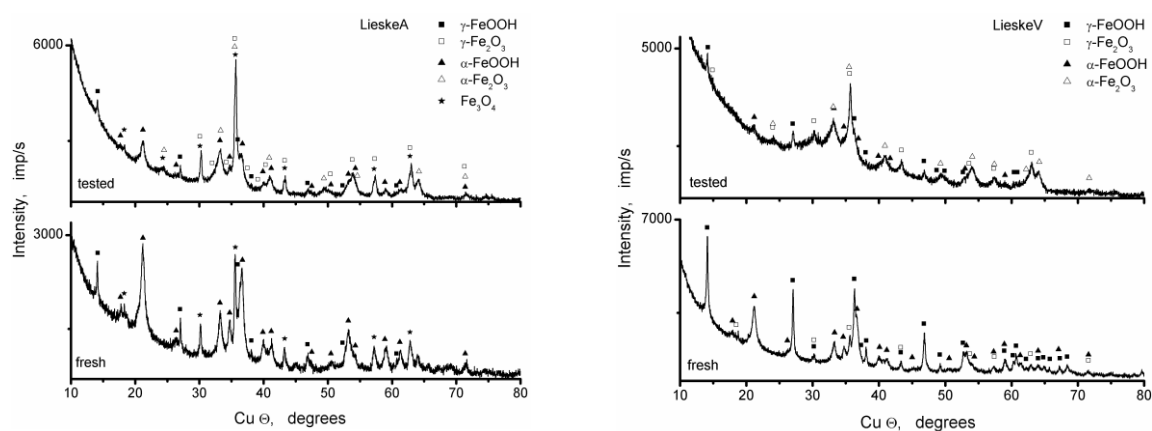 LieskeA
■ γ-FeOOH
□ γ-Fe₂O₃
▲ α-FeOOH
△ α-Fe₂O₃
★ Fe₃O₄
6000
tested
3000
fresh
Intensity, imp/s
10 20 30 40 50 60 70 80
Cu Θ, degrees
LieskeV
■ γ-FeOOH
□ γ-Fe₂O₃
▲ α-FeOOH
△ α-Fe₂O₃
5000
tested
7000
fresh
Intensity, imp/s
10 20 30 40 50 60 70 80
Cu Θ, degrees